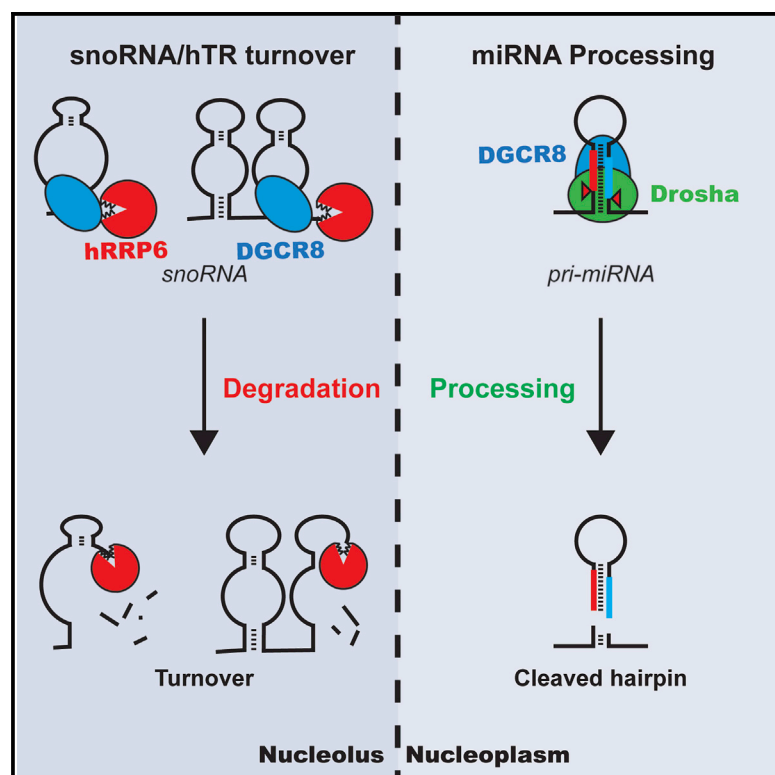 snoRNA/hTR turnover
hRRP6
DGCR8
snoRNA
Degradation
Turnover
Nucleolus
miRNA Processing
DGCR8
Drosha
pri-miRNA
Processing
Cleaved hairpin
Nucleoplasm